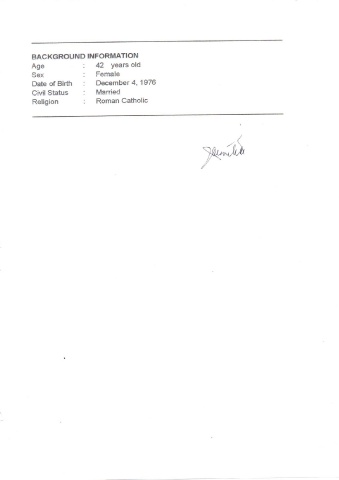 BACKGROUND INFORMATION
Age : 42 years old
Sex : Female
Date of Birth : December 4, 1976
Civil Status : Married
Religion : Roman Catholic